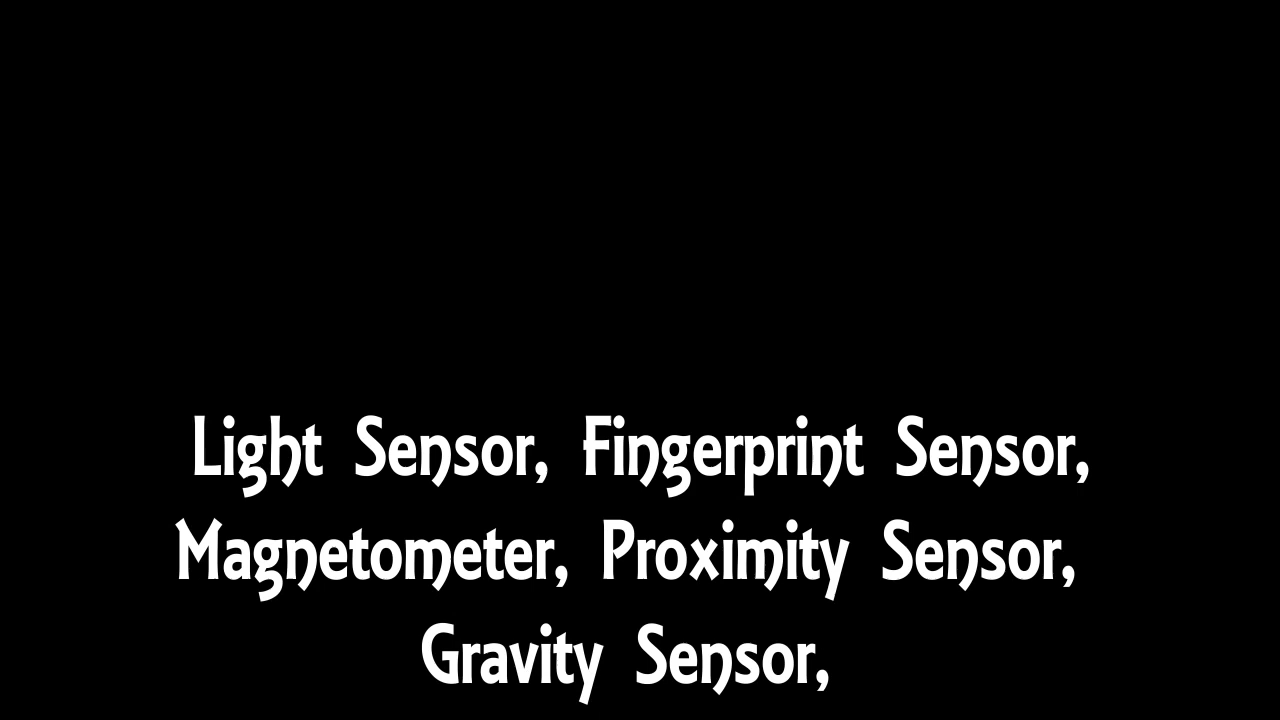 Light Sensor, Fingerprint Sensor,
Magnetometer, Proximity Sensor,
Gravity Sensor,